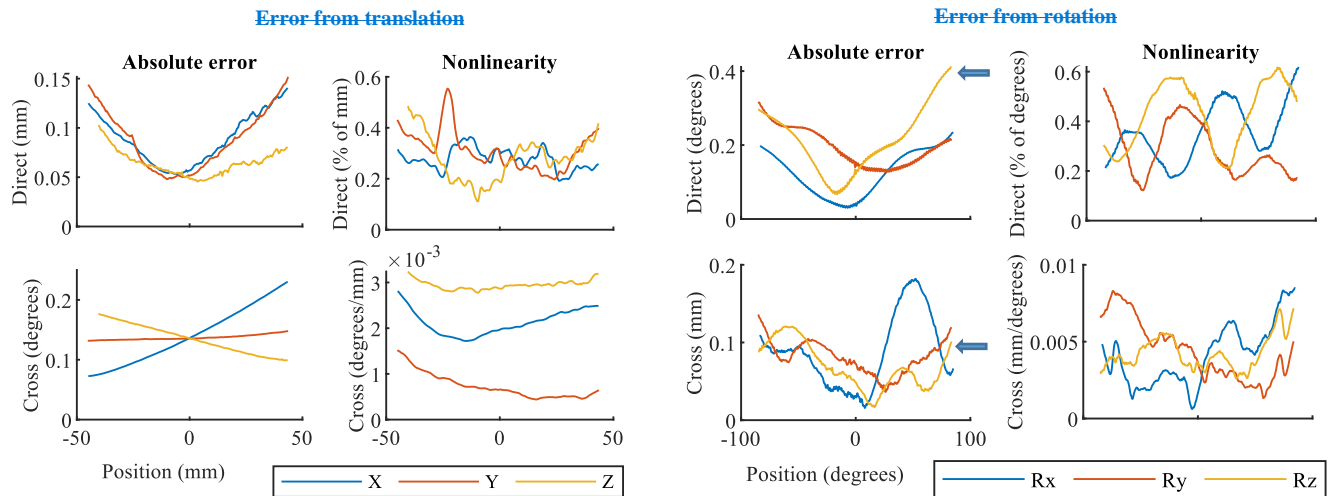 Error from translation
Error from rotation
Absolute error
Nonlinearity
Absolute error
Nonlinearity
Direct (mm)
0.15
0.1
0.05
0
Direct (% of mm)
0.6
0.4
0.2
0
Direct (degrees)
0.4
0.2
0
Direct (% of degrees)
0.6
0.4
0.2
0
Cross (degrees)
0.2
0.1
0
-50
0
50
Position (mm)
Cross (degrees/mm)
×10⁻³
3
2
1
0
-50
0
50
Cross (mm)
0.2
0.1
0
-100
0
100
Position (degrees)
Cross (mm/degrees)
0.01
0.005
0
X Y Z
Rx Ry Rz